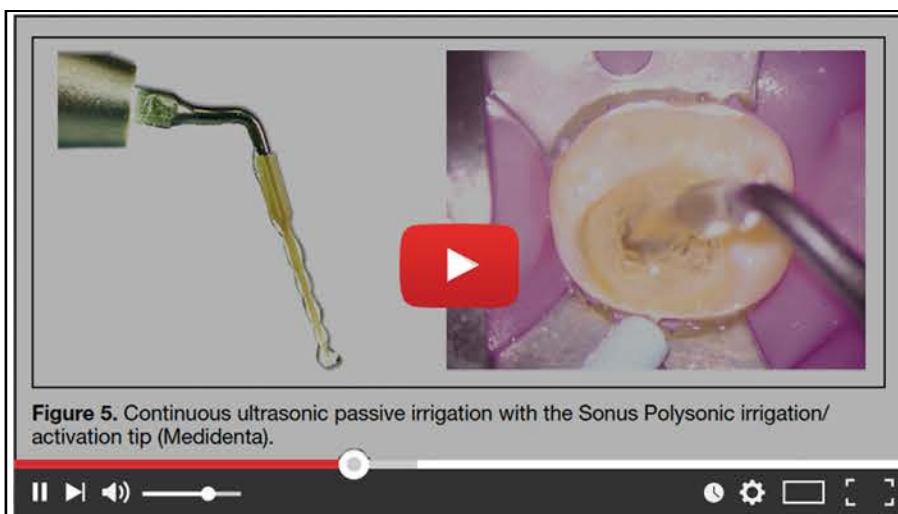 Figure 5. Continuous ultrasonic passive irrigation with the Sonus Polysonic irrigation/
activation tip (Medidenta).